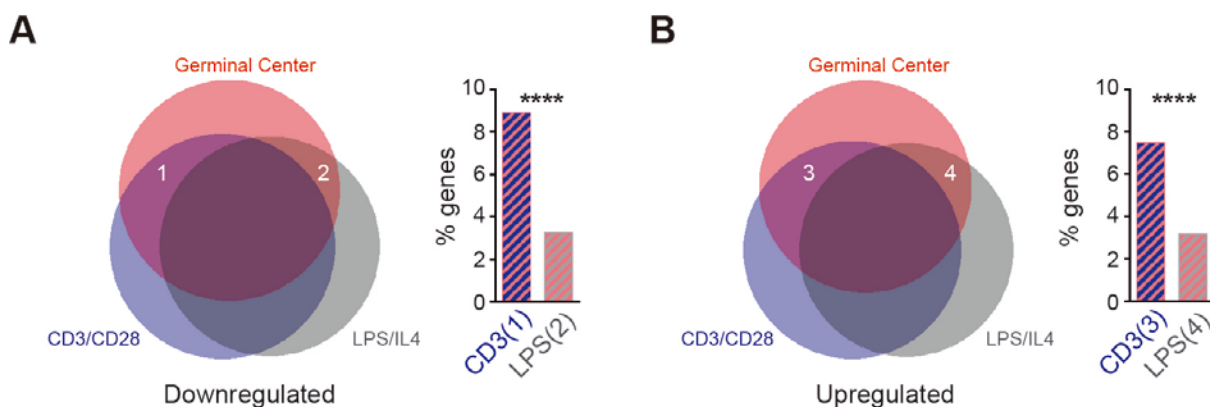 A
Germinal Center
1
2
CD3/CD28
LPS/IL4
Downregulated
% genes
10
8
6
4
2
0
****
CD3(1)
LPS(2)
B
Germinal Center
3
4
CD3/CD28
LPS/IL4
Upregulated
% genes
10
8
6
4
2
0
****
CD3(3)
LPS(4)